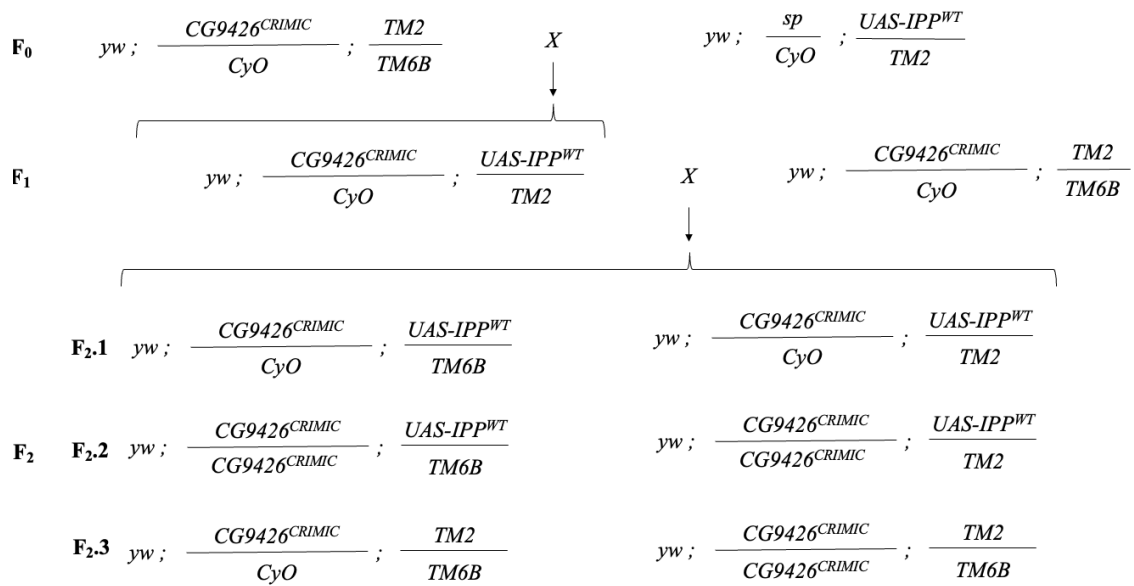 F₀ yw ; CG9426^CRIMIC / CyO ; TM2 / TM6B X yw ; sp / CyO ; UAS-IPP^WT / TM2
F₁ yw ; CG9426^CRIMIC / CyO ; UAS-IPP^WT / TM2 X yw ; CG9426^CRIMIC / CyO ; TM2 / TM6B
F₂.1 yw ; CG9426^CRIMIC / CyO ; UAS-IPP^WT / TM6B yw ; CG9426^CRIMIC / CyO ; UAS-IPP^WT / TM2
F₂ F₂.2 yw ; CG9426^CRIMIC / CG9426^CRIMIC ; UAS-IPP^WT / TM6B yw ; CG9426^CRIMIC / CG9426^CRIMIC ; UAS-IPP^WT / TM2
F₂.3 yw ; CG9426^CRIMIC / CyO ; TM2 / TM6B yw ; CG9426^CRIMIC / CG9426^CRIMIC ; TM2 / TM6B